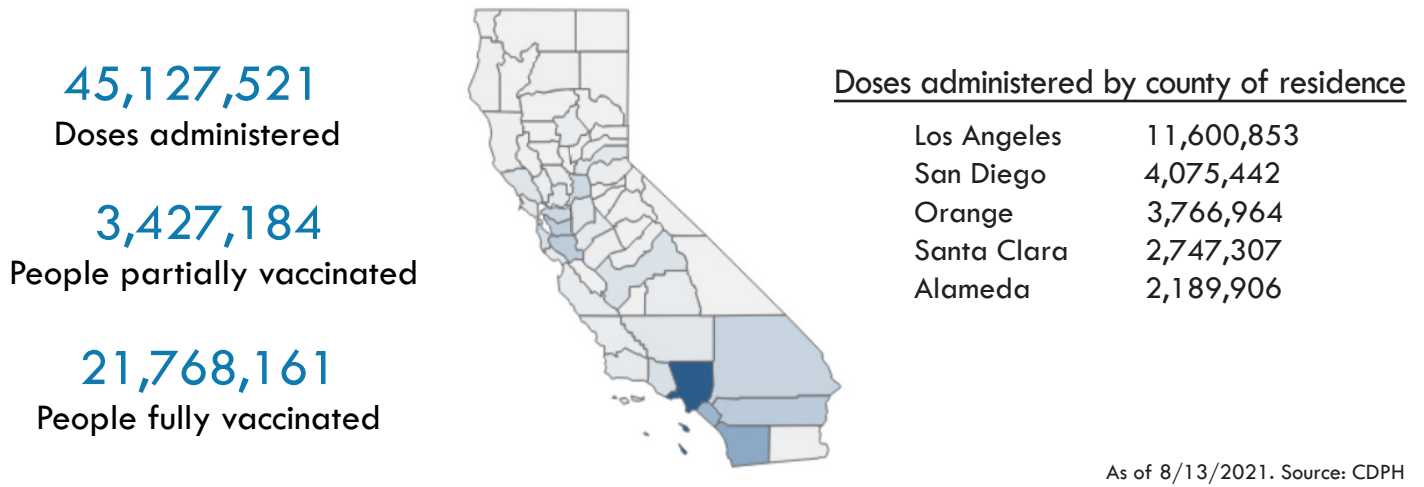 45,127,521
Doses administered
3,427,184
People partially vaccinated
21,768,161
People fully vaccinated
Doses administered by county of residence
Los Angeles 11,600,853
San Diego 4,075,442
Orange 3,766,964
Santa Clara 2,747,307
Alameda 2,189,906
As of 8/13/2021. Source: CDPH